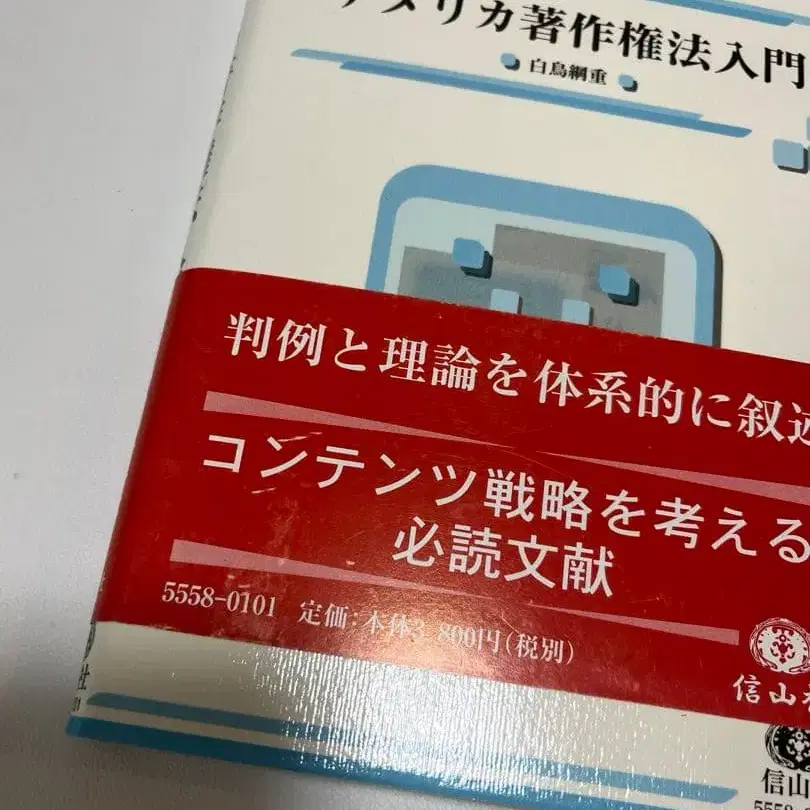 アメリカ著作権法入門
白鳥綱重
判例と理論を体系的に叙述
コンテンツ戦略を考える
必読文献
5558-0101 定価:本体3,800円(税別)
信山
社
信山
5558